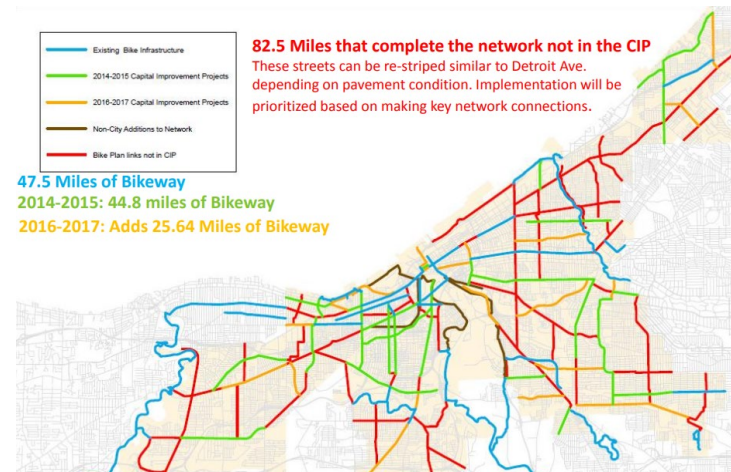 Existing Bike Infrastructure
2014-2015 Capital Improvement Projects
2016-2017 Capital Improvement Projects
Non-City Additions to Network
Bike Plan links not in CIP
82.5 Miles that complete the network not in the CIP
These streets can be re-striped similar to Detroit Ave.
depending on pavement condition. Implementation will be
prioritized based on making key network connections.
47.5 Miles of Bikeway
2014-2015: 44.8 miles of Bikeway
2016-2017: Adds 25.64 Miles of Bikeway